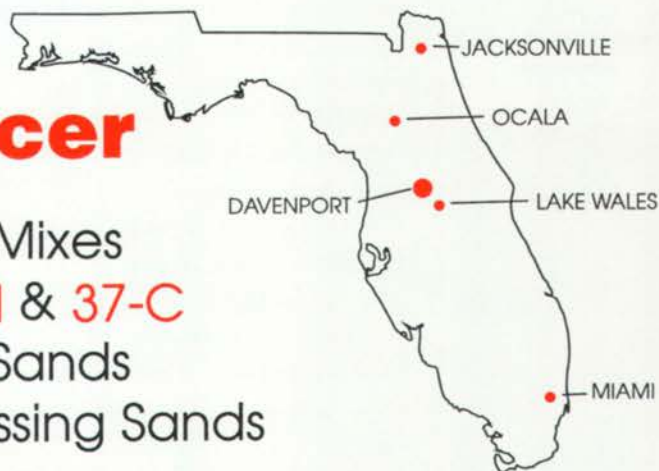 cer
Mixes
& 37-C
Sands
ssing Sands
JACKSONVILLE
OCALA
DAVENPORT
LAKE WALES
MIAMI